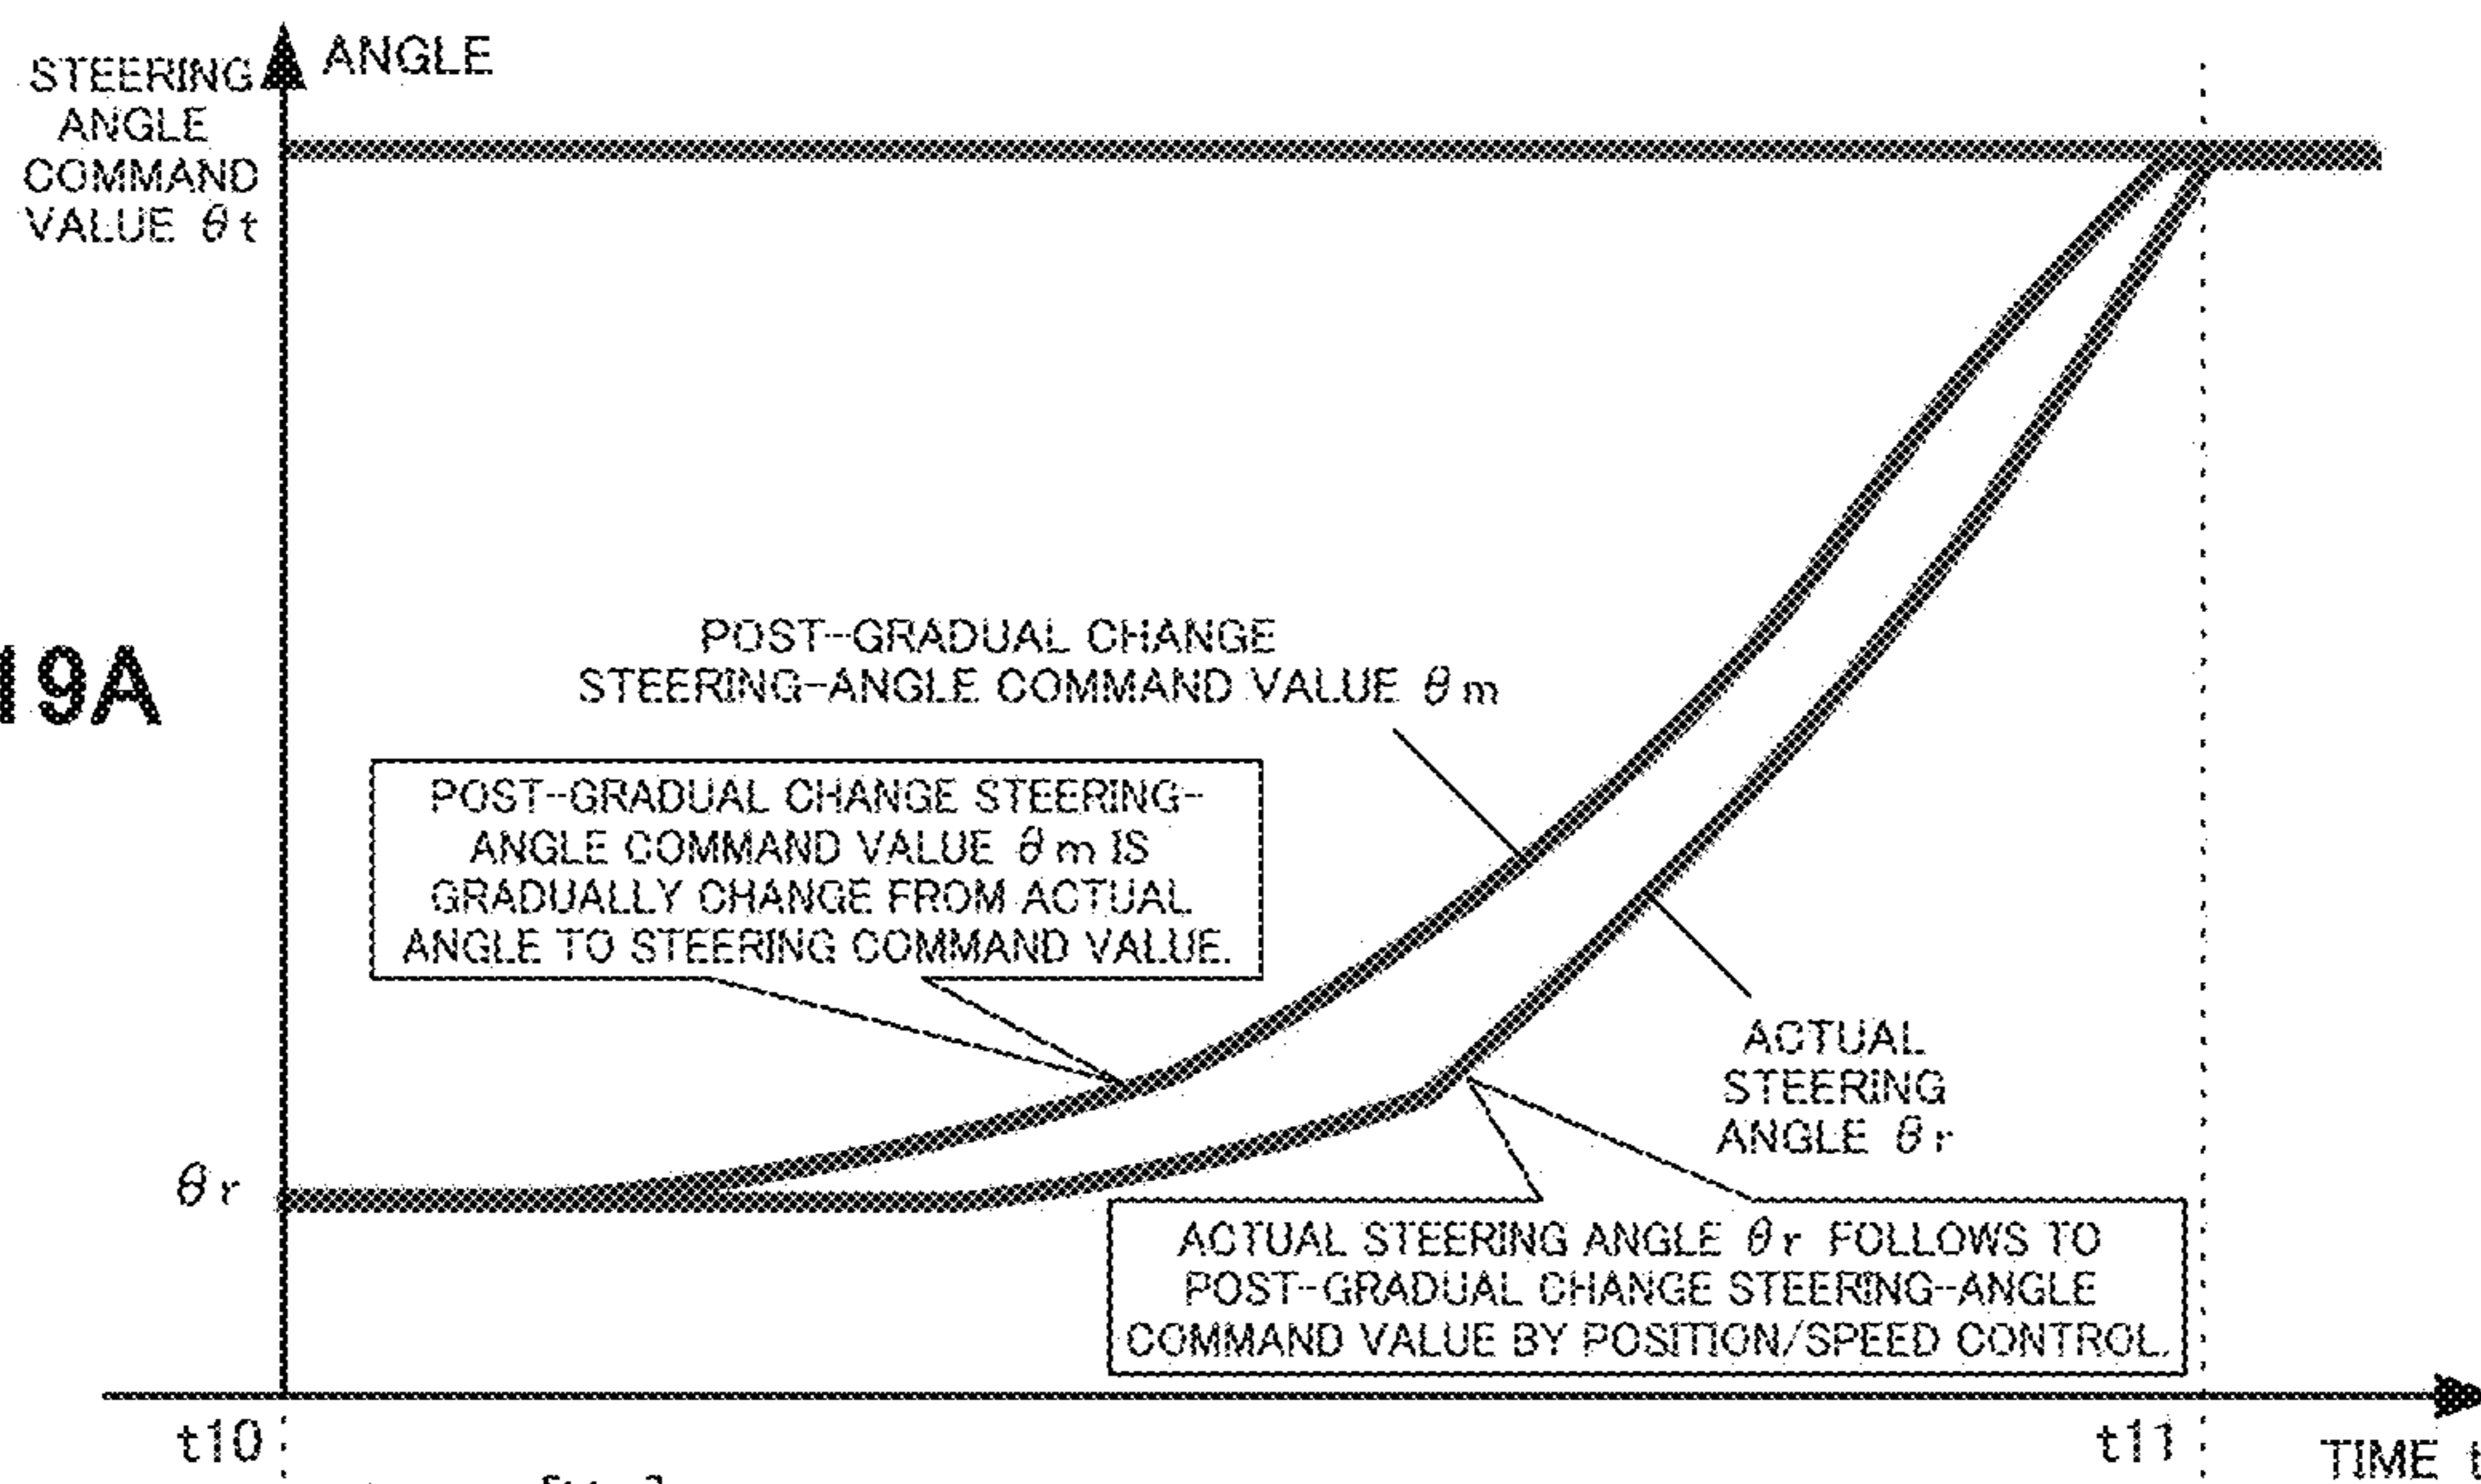 STEERING
ANGLE
COMMAND
VALUE θt
ANGLE
19A
POST-GRADUAL CHANGE
STEERING-ANGLE COMMAND VALUE θm
POST-GRADUAL CHANGE STEERING-
ANGLE COMMAND VALUE θm IS
GRADUALLY CHANGE FROM ACTUAL
ANGLE TO STEERING COMMAND VALUE.
ACTUAL
STEERING
ANGLE θr
θr
ACTUAL STEERING ANGLE θr FOLLOWS TO
POST-GRADUAL CHANGE STEERING-ANGLE
COMMAND VALUE BY POSITION/SPEED CONTROL.
t10
t11
TIME t